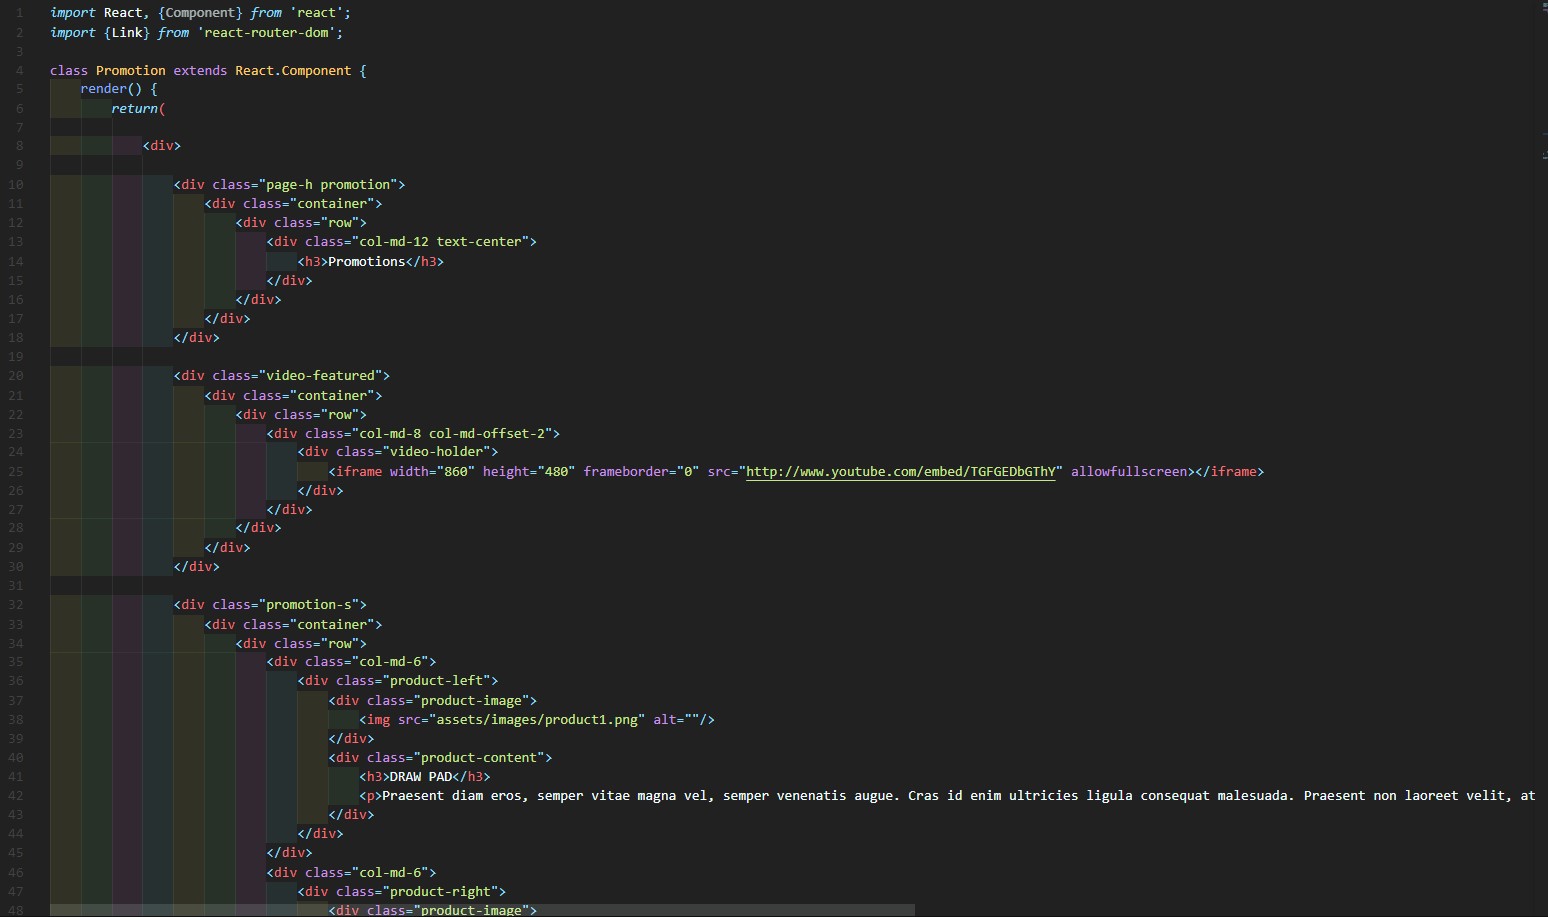 1 import React, {Component} from 'react';
2 import {Link} from 'react-router-dom';
3
4 class Promotion extends React.Component {
5 render() {
6 return(
7
8 <div>
9
10 <div class="page-h promotion">
11 <div class="container">
12 <div class="row">
13 <div class="col-md-12 text-center">
14 <h3>Promotions</h3>
15 </div>
16 </div>
17 </div>
18 </div>
19
20 <div class="video-featured">
21 <div class="container">
22 <div class="row">
23 <div class="col-md-8 col-md-offset-2">
24 <div class="video-holder">
25 <iframe width="860" height="480" frameborder="0" src="http://www.youtube.com/embed/TGFGEDbGThY" allowfullscreen></iframe>
26 </div>
27 </div>
28 </div>
29 </div>
30 </div>
31
32 <div class="promotion-s">
33 <div class="container">
34 <div class="row">
35 <div class="col-md-6">
36 <div class="product-left">
37 <div class="product-image">
38 <img src="assets/images/product1.png" alt=""/>
39 </div>
40 <div class="product-content">
41 <h3>DRAW PAD</h3>
42 <p>Praesent diam eros, semper vitae magna vel, semper venenatis augue. Cras id enim ultricies ligula consequat malesuada. Praesent non laoreet velit, at
43 </div>
44 </div>
45 </div>
46 <div class="col-md-6">
47 <div class="product-right">
48 <div class="product-image">